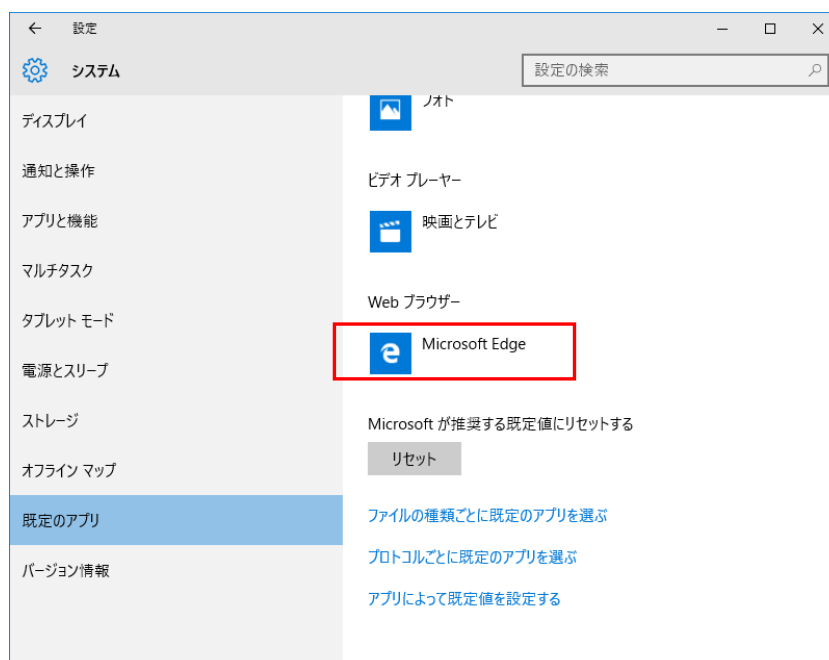 設定
システム
設定の検索
ディスプレイ
通知と操作
アプリと機能
マルチタスク
タブレット モード
電源とスリープ
ストレージ
オフライン マップ
既定のアプリ
バージョン情報
フォト
ビデオ プレーヤー
映画とテレビ
Web ブラウザー
Microsoft Edge
Microsoft が推奨する既定値にリセットする
リセット
ファイルの種類ごとに既定のアプリを選ぶ
プロトコルごとに既定のアプリを選ぶ
アプリによって既定値を設定する